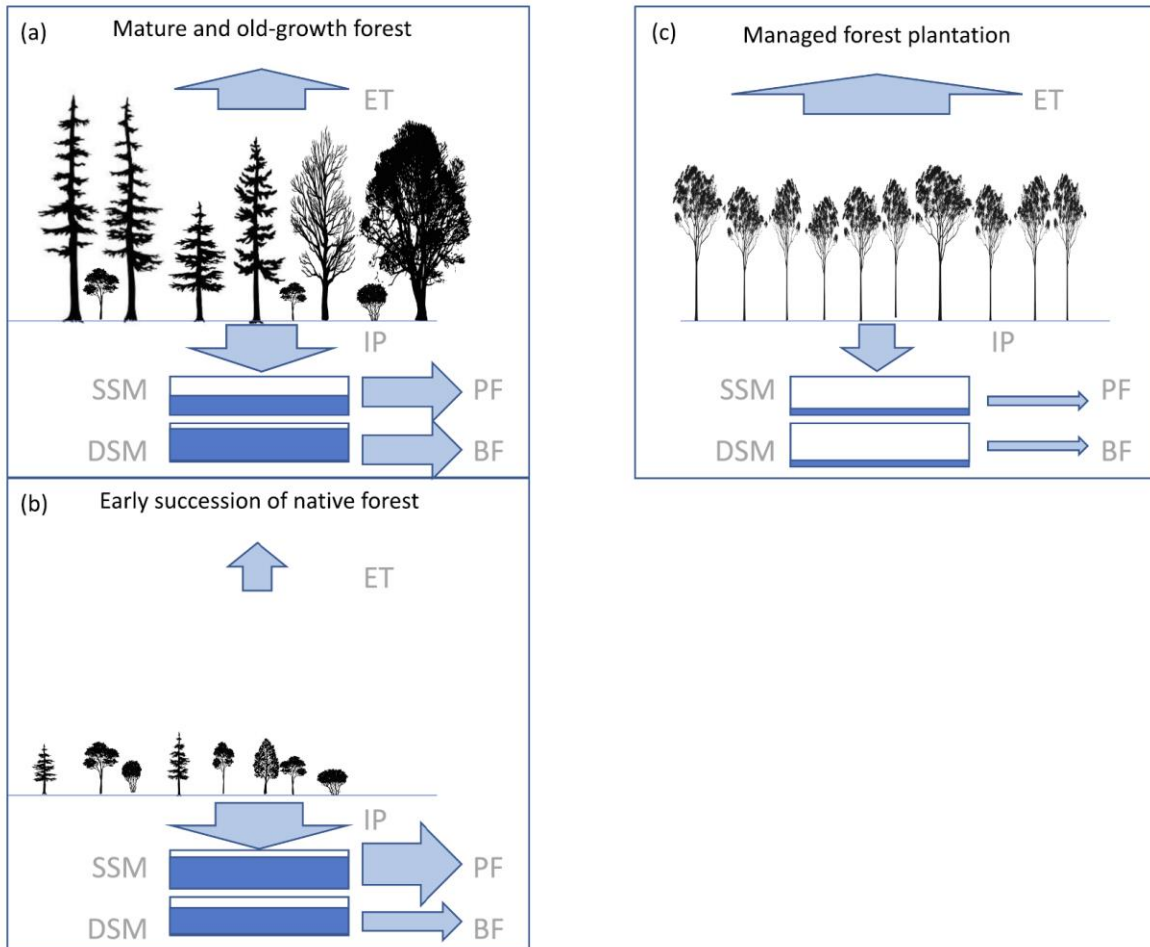 (a)
Mature and old-growth forest
ET
IP
SSM
PF
DSM
BF
(b)
Early succession of native forest
ET
IP
SSM
PF
DSM
BF
(c)
Managed forest plantation
ET
IP
SSM
PF
DSM
BF